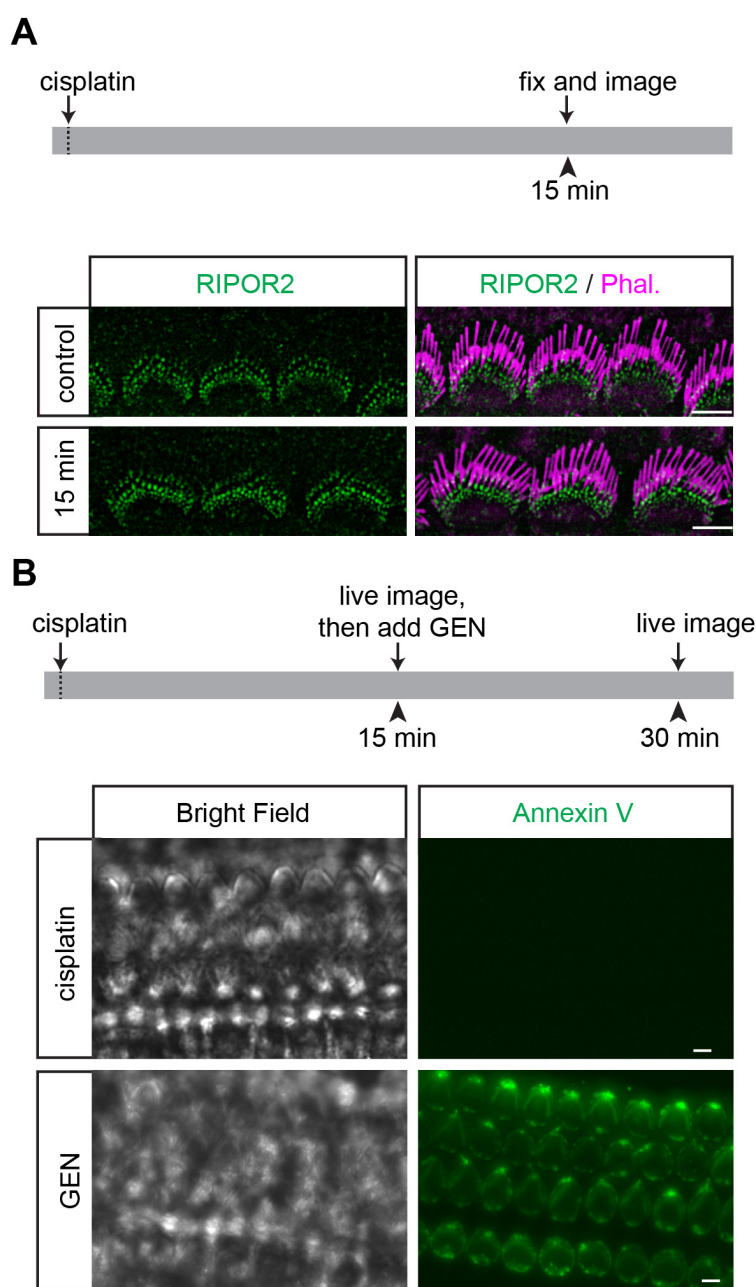 A
cisplatin
fix and image
15 min
RIPOR2
RIPOR2 / Phal.
control
15 min
B
cisplatin
live image,
then add GEN
live image
15 min
30 min
Bright Field
Annexin V
cisplatin
GEN